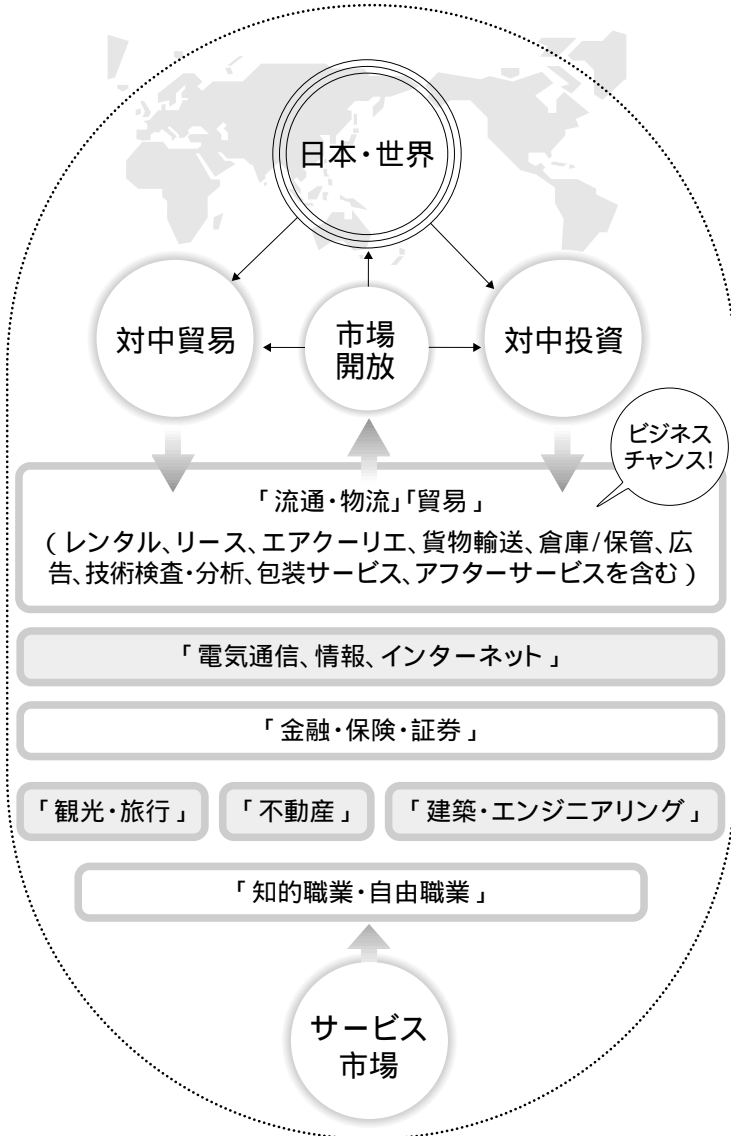 日本・世界
対中貿易
市場
開放
対中投資
ビジネス
チャンス!
「流通・物流」「貿易」
(レンタル、リース、エアクーリエ、貨物輸送、倉庫/保管、広
告、技術検査・分析、包装サービス、アフターサービスを含む)
「電気通信、情報、インターネット」
「金融・保険・証券」
「観光・旅行」
「不動産」
「建築・エンジニアリング」
「知的職業・自由職業」
サービス
市場